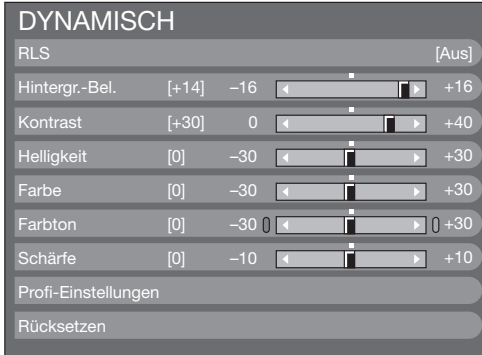 DYNAMISCH
RLS [Aus]
Hintergr.-Bel. [+14] –16 +16
Kontrast [+30] 0 +40
Helligkeit [0] –30 +30
Farbe [0] –30 +30
Farbton [0] –30 +30
Schärfe [0] –10 +10
Profi-Einstellungen
Rücksetzen